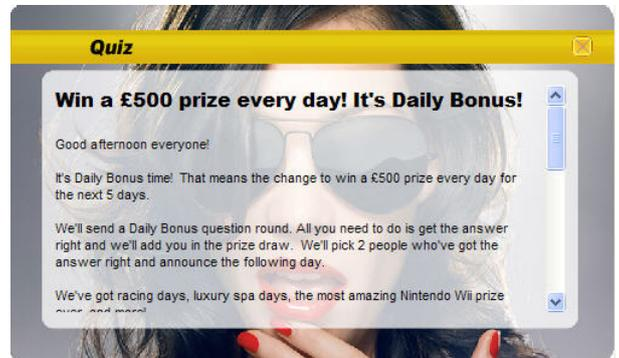 Quiz
Win a £500 prize every day! It's Daily Bonus!
Good afternoon everyone!
It's Daily Bonus time! That means the change to win a £500 prize every day for
the next 5 days.
We'll send a Daily Bonus question round. All you need to do is get the answer
right and we'll add you in the prize draw. We'll pick 2 people who've got the
answer right and announce the following day.
We've got racing days, luxury spa days, the most amazing Nintendo Wii prize
ever, and more!